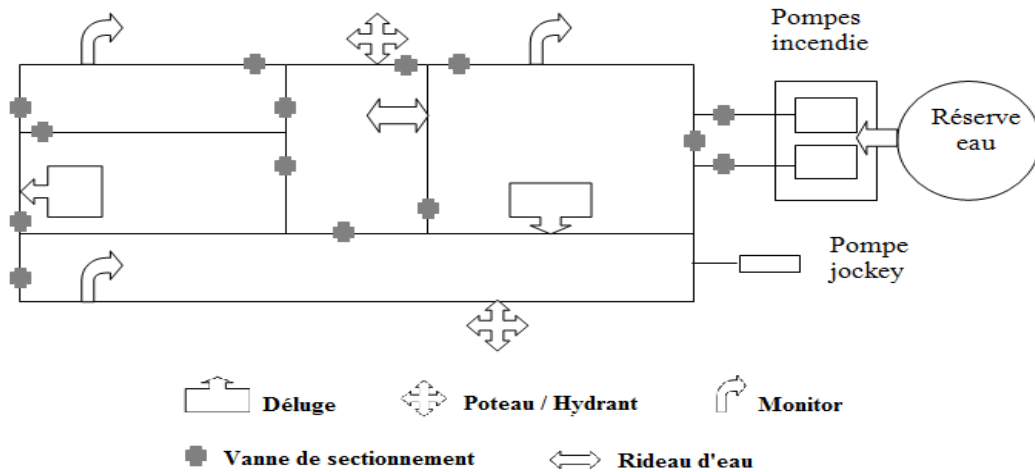 Pompes
incendie
Réserve
eau
Pompe
jockey
Déluge
Poteau / Hydrant
Monitor
Vanne de sectionnement
Rideau d'eau